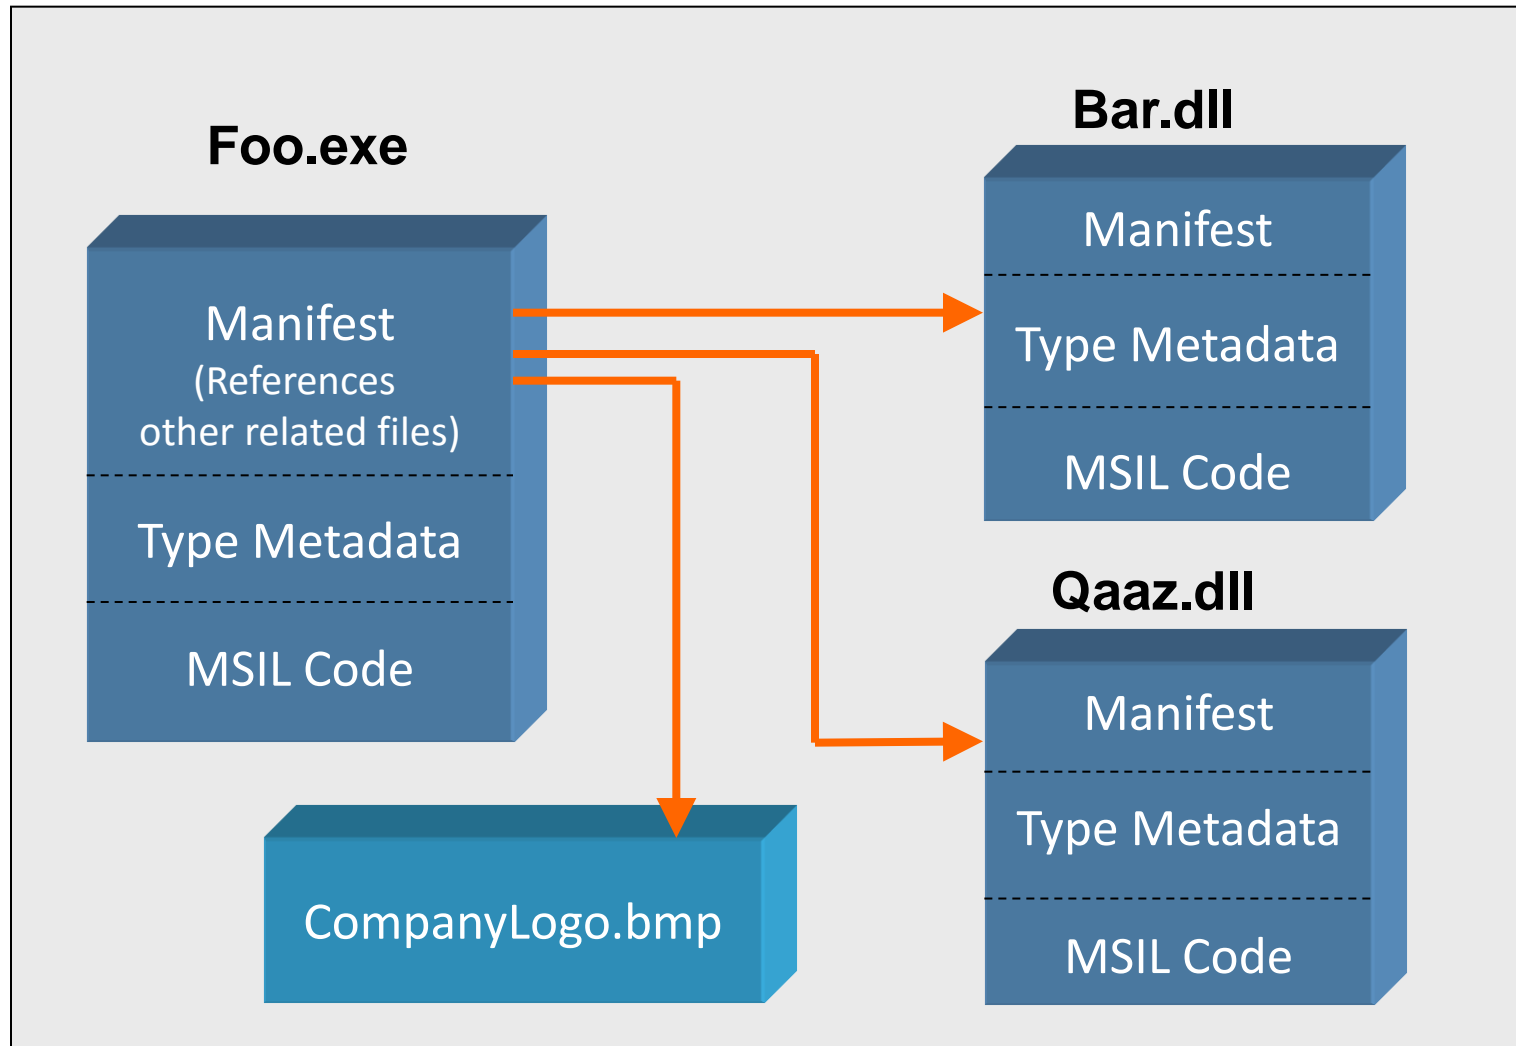 Foo.exe
Manifest
(References
other related files)
Type Metadata
MSIL Code
CompanyLogo.bmp
Bar.dll
Manifest
Type Metadata
MSIL Code
Qaaz.dll
Manifest
Type Metadata
MSIL Code